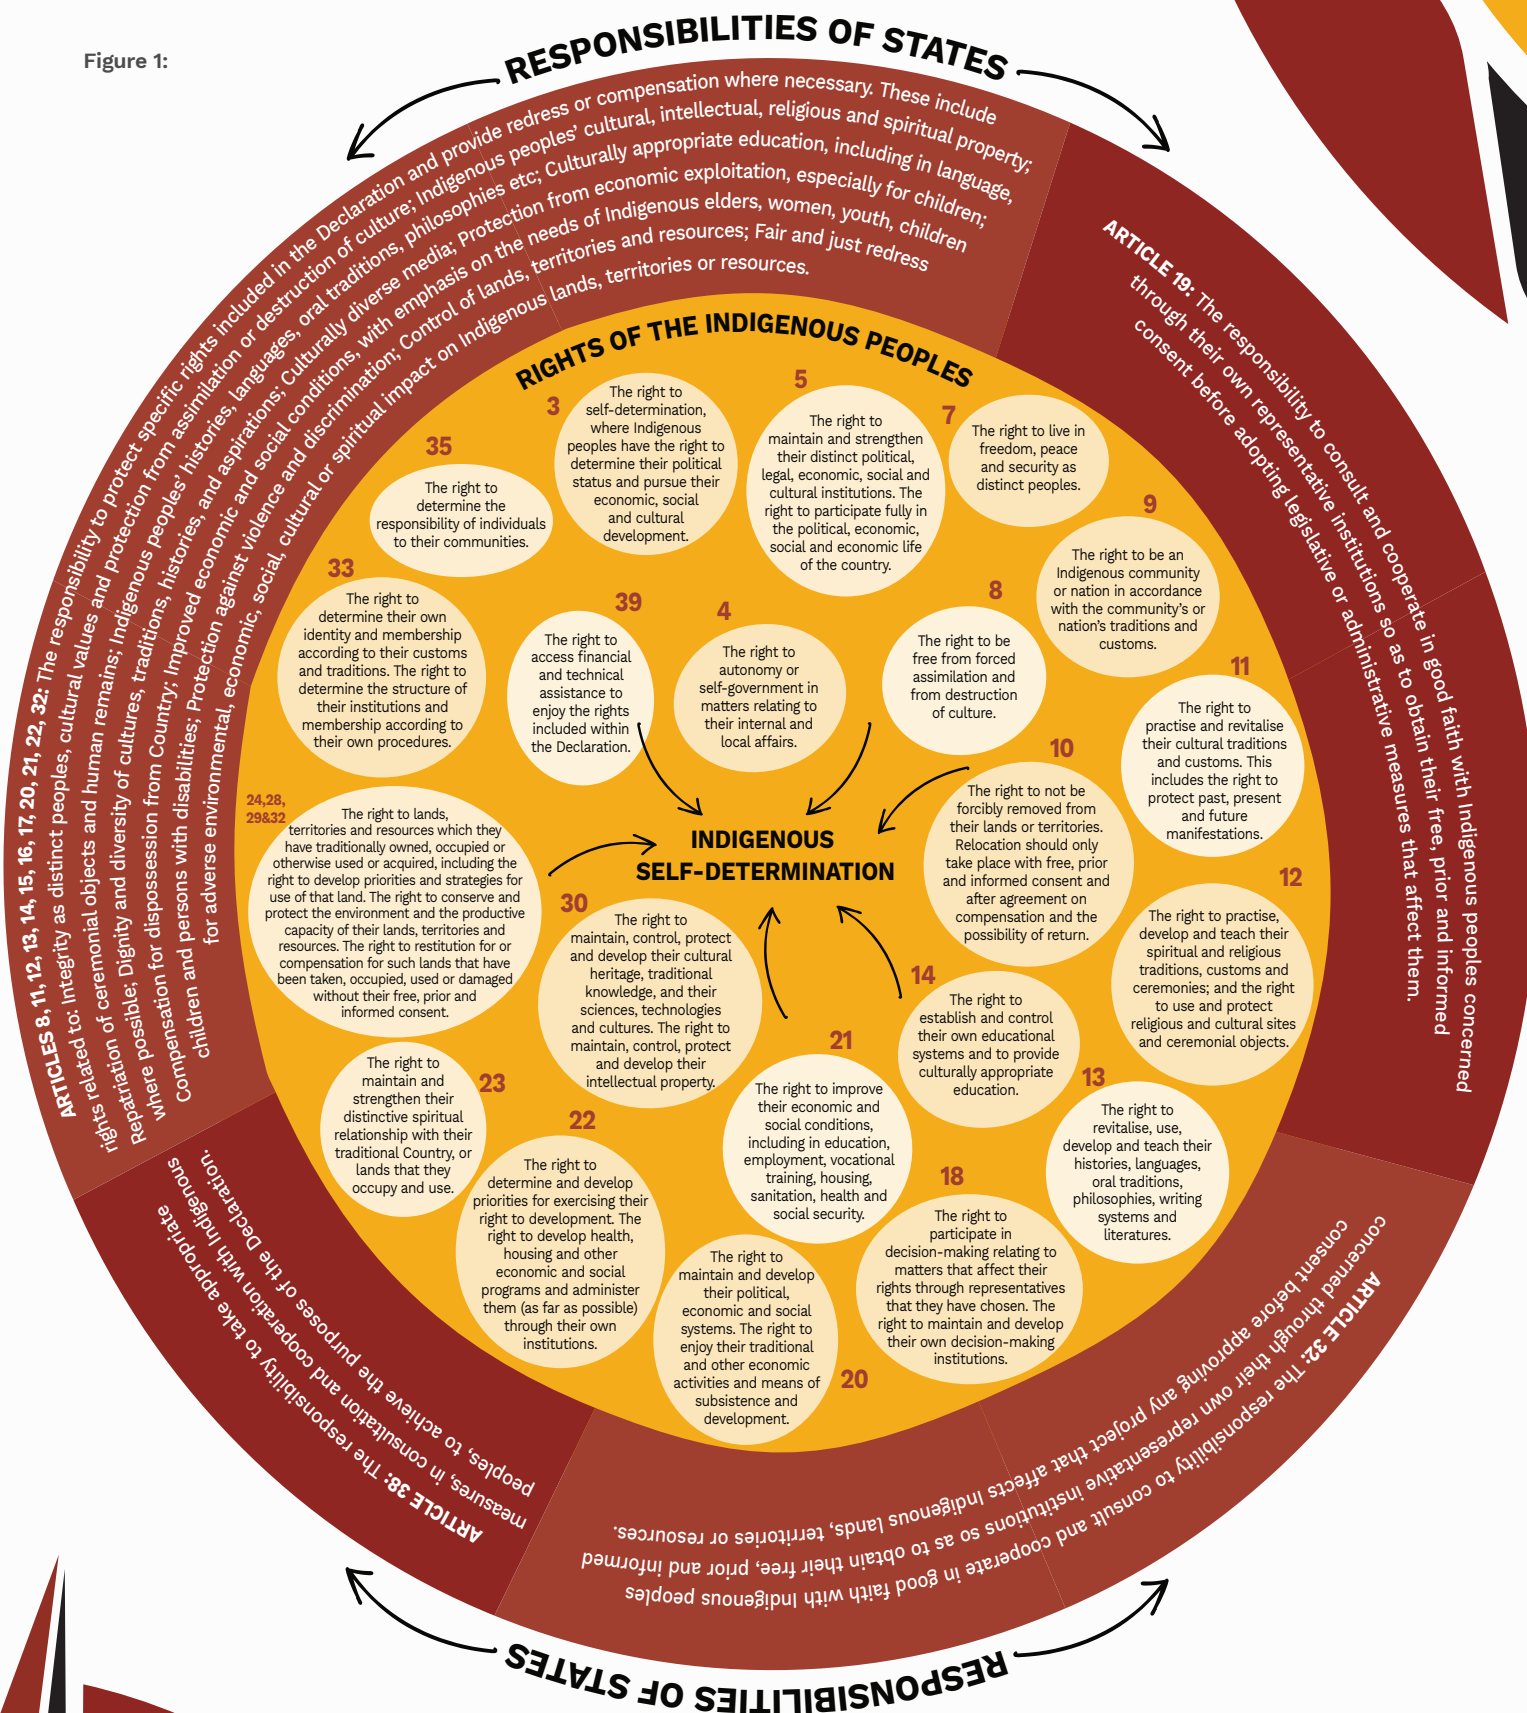 Figure 1:
RESPONSIBILITIES OF STATES
ARTICLES 8, 11, 12, 13, 14, 15, 16, 17, 20, 21, 22, 32: The responsibility to protect specific rights included in the Declaration and provide redress or compensation where necessary. These include
rights related to: Integrity as distinct peoples, cultural values and protection from assimilation or destruction of culture; Indigenous peoples’ cultural, intellectual, religious and spiritual property;
Repatriation of ceremonial objects and human remains; Indigenous peoples’ histories, languages, oral traditions, philosophies etc; Culturally appropriate education, including in language,
where possible; Dignity and diversity of cultures, traditions, histories, and aspirations; Culturally diverse media; Protection from economic exploitation, especially for children;
Compensation for dispossession from Country; Improved economic and social conditions, with emphasis on the needs of Indigenous elders, women, youth, children
children and persons with disabilities; Protection against violence and discrimination; Control of lands, territories and resources; Fair and just redress
for adverse environmental, economic, social, cultural or spiritual impact on Indigenous lands, territories or resources.
ARTICLE 19: The responsibility to consult and cooperate in good faith with Indigenous peoples concerned
through their own representative institutions so as to obtain their free, prior and informed
consent before adopting legislative or administrative measures that affect them.
RIGHTS OF THE INDIGENOUS PEOPLES
3
The right to
self-determination,
where Indigenous
peoples have the right to
determine their political
status and pursue their
economic, social
and cultural
development.
5
The right to
maintain and strengthen
their distinct political,
legal, economic, social and
cultural institutions. The
right to participate fully in
the political, economic,
social and economic life
of the country.
7
The right to live in
freedom, peace
and security as
distinct peoples.
35
The right to
determine the
responsibility of individuals
to their communities.
9
The right to be an
Indigenous community
or nation in accordance
with the community’s or
nation’s traditions and
customs.
33
The right to
determine their own
identity and membership
according to their customs
and traditions. The right to
determine the structure of
their institutions and
membership according to
their own procedures.
39
The right to
access financial
and technical
assistance to
enjoy the rights
included within
the Declaration.
4
The right to
autonomy or
self-government in
matters relating to
their internal and
local affairs.
8
The right to be
free from forced
assimilation and
from destruction
of culture.
11
The right to
practise and revitalise
their cultural traditions
and customs. This
includes the right to
protect past, present
and future
manifestations.
10
The right to not be
forcibly removed from
their lands or territories.
Relocation should only
take place with free, prior
and informed consent and
after agreement on
compensation and the
possibility of return.
24,28,
29&32
The right to lands,
territories and resources which they
have traditionally owned, occupied or
otherwise used or acquired, including the
right to develop priorities and strategies for
use of that land. The right to conserve and
protect the environment and the productive
capacity of their lands, territories and
resources. The right to restitution for or
compensation for such lands that have
been taken, occupied, used or damaged
without their free, prior and
informed consent.
INDIGENOUS
SELF-DETERMINATION
12
The right to practise,
develop and teach their
spiritual and religious
traditions, customs and
ceremonies; and the right
to use and protect
religious and cultural sites
and ceremonial objects.
30
The right to
maintain, control, protect
and develop their cultural
heritage, traditional
knowledge, and their
sciences, technologies
and cultures. The right to
maintain, control, protect
and develop their
intellectual property.
14
The right to
establish and control
their own educational
systems and to provide
culturally appropriate
education.
23
The right to
maintain and
strengthen their
distinctive spiritual
relationship with their
traditional Country, or
lands that they
occupy and use.
21
The right to improve
their economic and
social conditions,
including in education,
employment, vocational
training, housing,
sanitation, health and
social security.
13
The right to
revitalise, use,
develop and teach their
histories, languages,
oral traditions,
philosophies, writing
systems and
literatures.
22
The right to
determine and develop
priorities for exercising their
right to development. The
right to develop health,
housing and other
economic and social
programs and administer
them (as far as possible)
through their own
institutions.
18
The right to
participate in
decision-making relating to
matters that affect their
rights through representatives
that they have chosen. The
right to maintain and develop
their own decision-making
institutions.
20
The right to
maintain and develop
their political,
economic and social
systems. The right to
enjoy their traditional
and other economic
activities and means of
subsistence and
development.
ARTICLE 32: The responsibility to consult and cooperate in good faith with Indigenous peoples
concerned through their own representative institutions so as to obtain their free, prior and informed
consent before approving any project that affects Indigenous lands, territories or resources.
ARTICLE 38: The responsibility to take appropriate
measures, in consultation and cooperation with Indigenous
peoples, to achieve the purposes of the Declaration.
RESPONSIBILITIES OF STATES